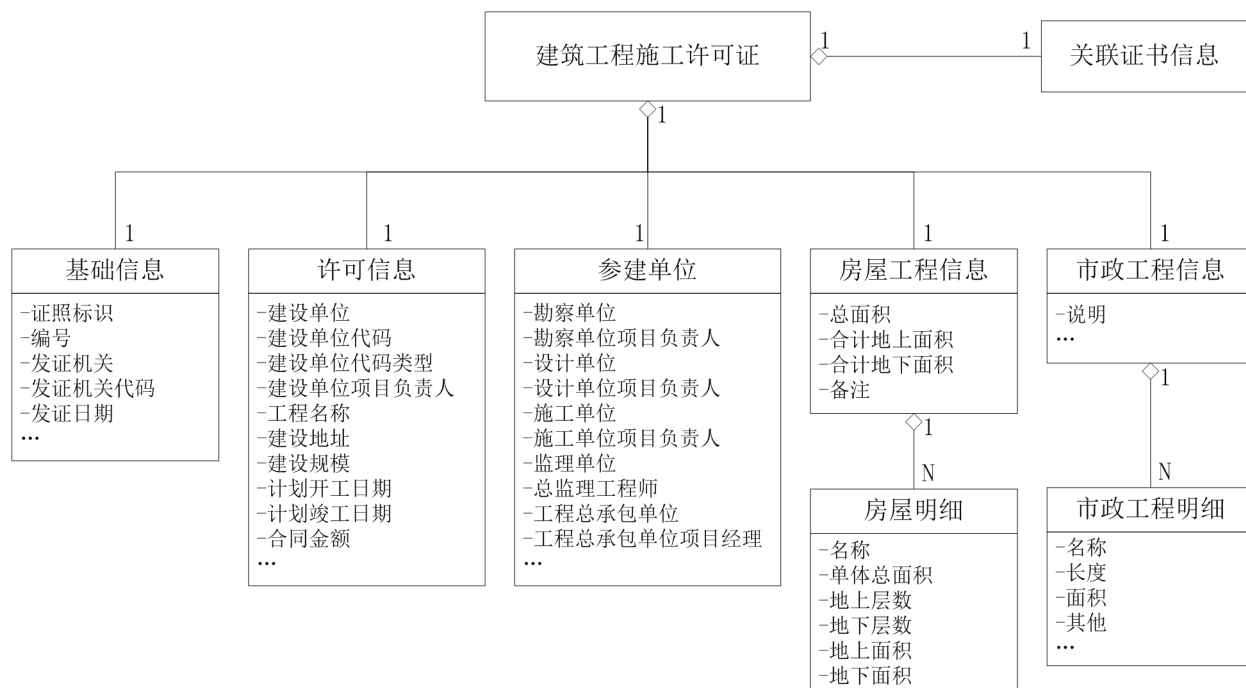 建筑工程施工许可证
1
1
关联证书信息
1
1
基础信息
-证照标识
-编号
-发证机关
-发证机关代码
-发证日期
…
1
许可信息
-建设单位
-建设单位代码
-建设单位代码类型
-建设单位项目负责人
-工程名称
-建设地址
-建设规模
-计划开工日期
-计划竣工日期
-合同金额
…
1
参建单位
-勘察单位
-勘察单位项目负责人
-设计单位
-设计单位项目负责人
-施工单位
-施工单位项目负责人
-监理单位
-总监理工程师
-工程总承包单位
-工程总承包单位项目经理
…
1
房屋工程信息
-总面积
-合计地上面积
-合计地下面积
-备注
1
N
房屋明细
-名称
-单体总面积
-地上层数
-地下层数
-地上面积
-地下面积
1
市政工程信息
-说明
…
1
N
市政工程明细
-名称
-长度
-面积
-其他
…